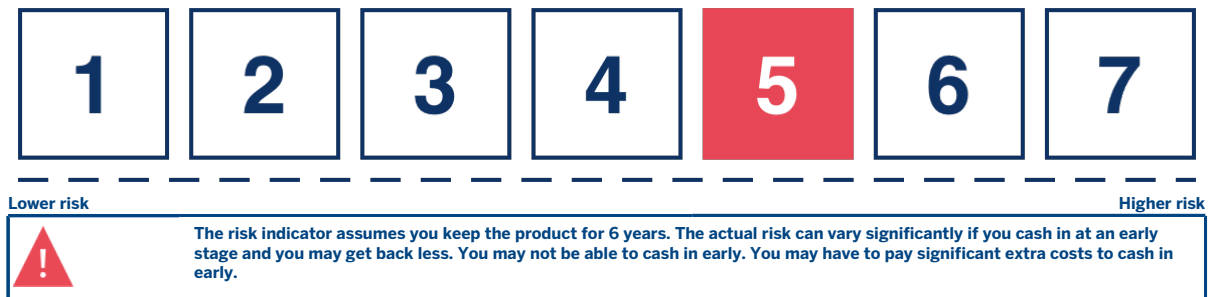 1 2 3 4 5 6 7
Lower risk Higher risk
The risk indicator assumes you keep the product for 6 years. The actual risk can vary significantly if you cash in at an early
stage and you may get back less. You may not be able to cash in early. You may have to pay significant extra costs to cash in
early.